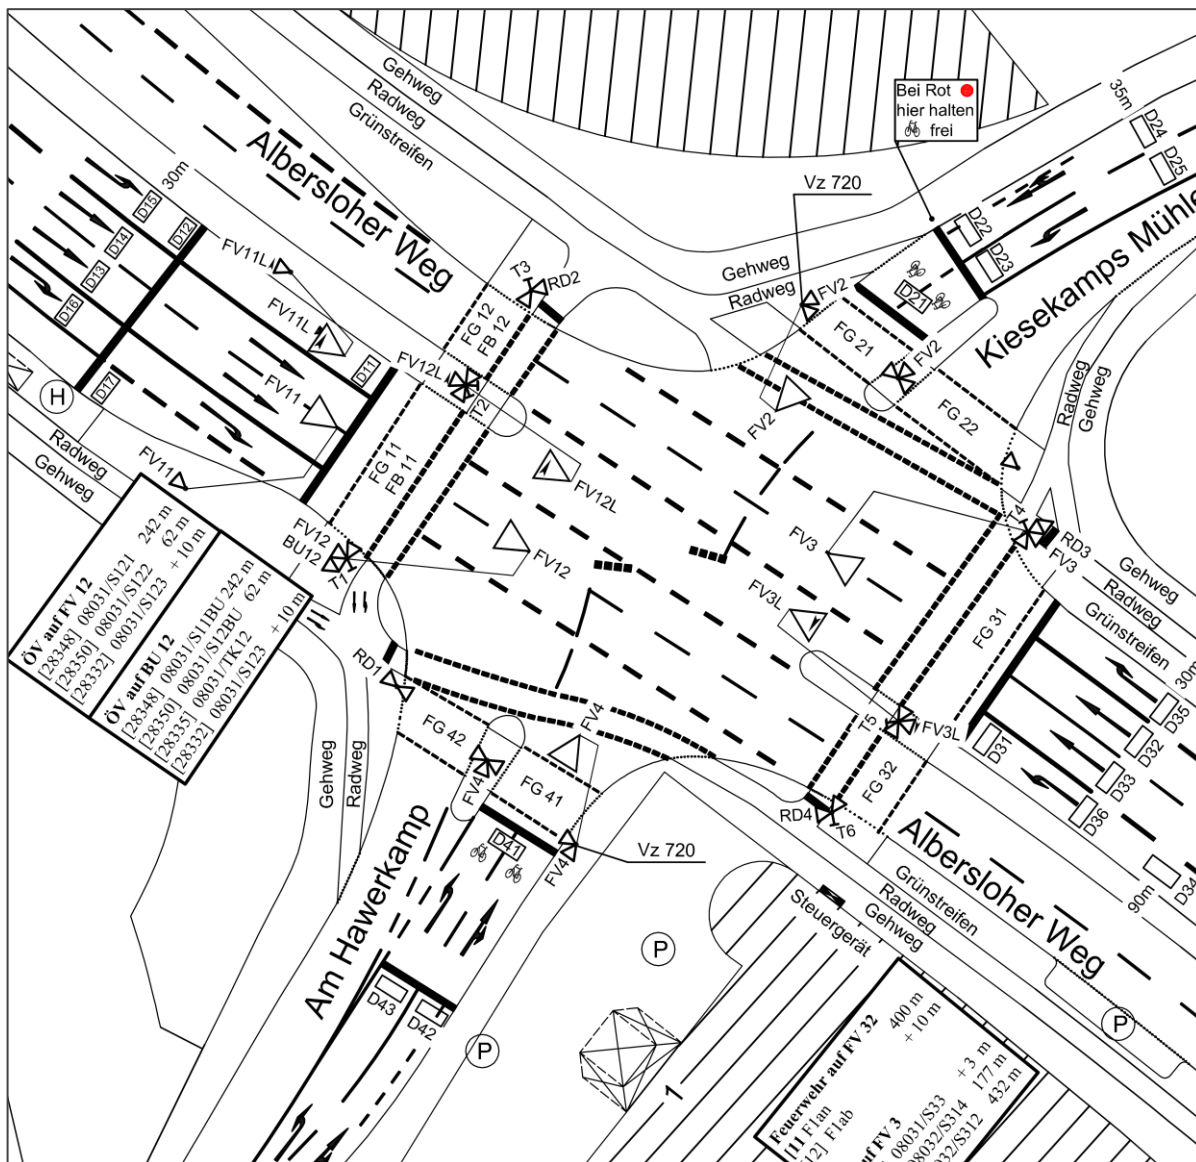 Gehweg
Radweg
Grünstreifen
Albersloher Weg
30m
D15
D14
D13
D16
D12
D17
D11
FV11L
FV11L
FV11
FV11
H
Radweg
Gehweg
T3
RD2
FG 12
FB 12
FV12L
T2
FG 11
FB 11
FV12
BU12
T1
FV12L
FV12
Bei Rot
hier halten
frei
Vz 720
35m
D24
D25
D22
D23
D21
Gehweg
Radweg
FV2
FG 21
FV2
FV2
FG 22
Kiesekamps Mühle
Radweg
Gehweg
FV3
FV3L
RD3
FV3
FG 31
Gehweg
Radweg
Grünstreifen
30m
D35
D32
D33
D36
D31
D34
90m
FV3L
T5
FG 32
RD4
T6
Albersloher Weg
Grünstreifen
Radweg
Gehweg
Steuergerät
ÖV auf FV 12
[28348] 08031/S121 242 m
[28350] 08031/S122 62 m
[28332] 08031/S123 + 10 m
ÖV auf BU 12
[28348] 08031/S11BU 242 m
[28350] 08031/S12BU 62 m
[28335] 08031/TK12
[28332] 08031/S123 + 10 m
RD1
FG 42
FV4
FV4
FG 41
FV4
Vz 720
D41
Gehweg
Radweg
Am Hawerkamp
D43
D42
P
P
P
1
Feuerwehr auf FV 32
[11] F1an 400 m
12] F1ab + 10 m
uf FV 3
08031/S33 + 3 m
08032/S314 177 m
032/S312 432 m